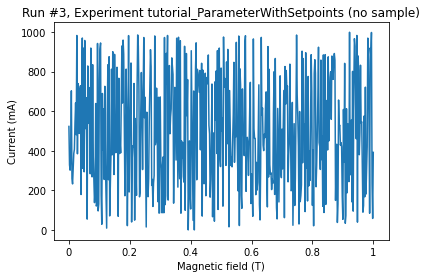 Run #3, Experiment tutorial_ParameterWithSetpoints (no sample)
1000
800
600
400
200
0
Current (mA)
0 0.2 0.4 0.6 0.8 1
Magnetic field (T)